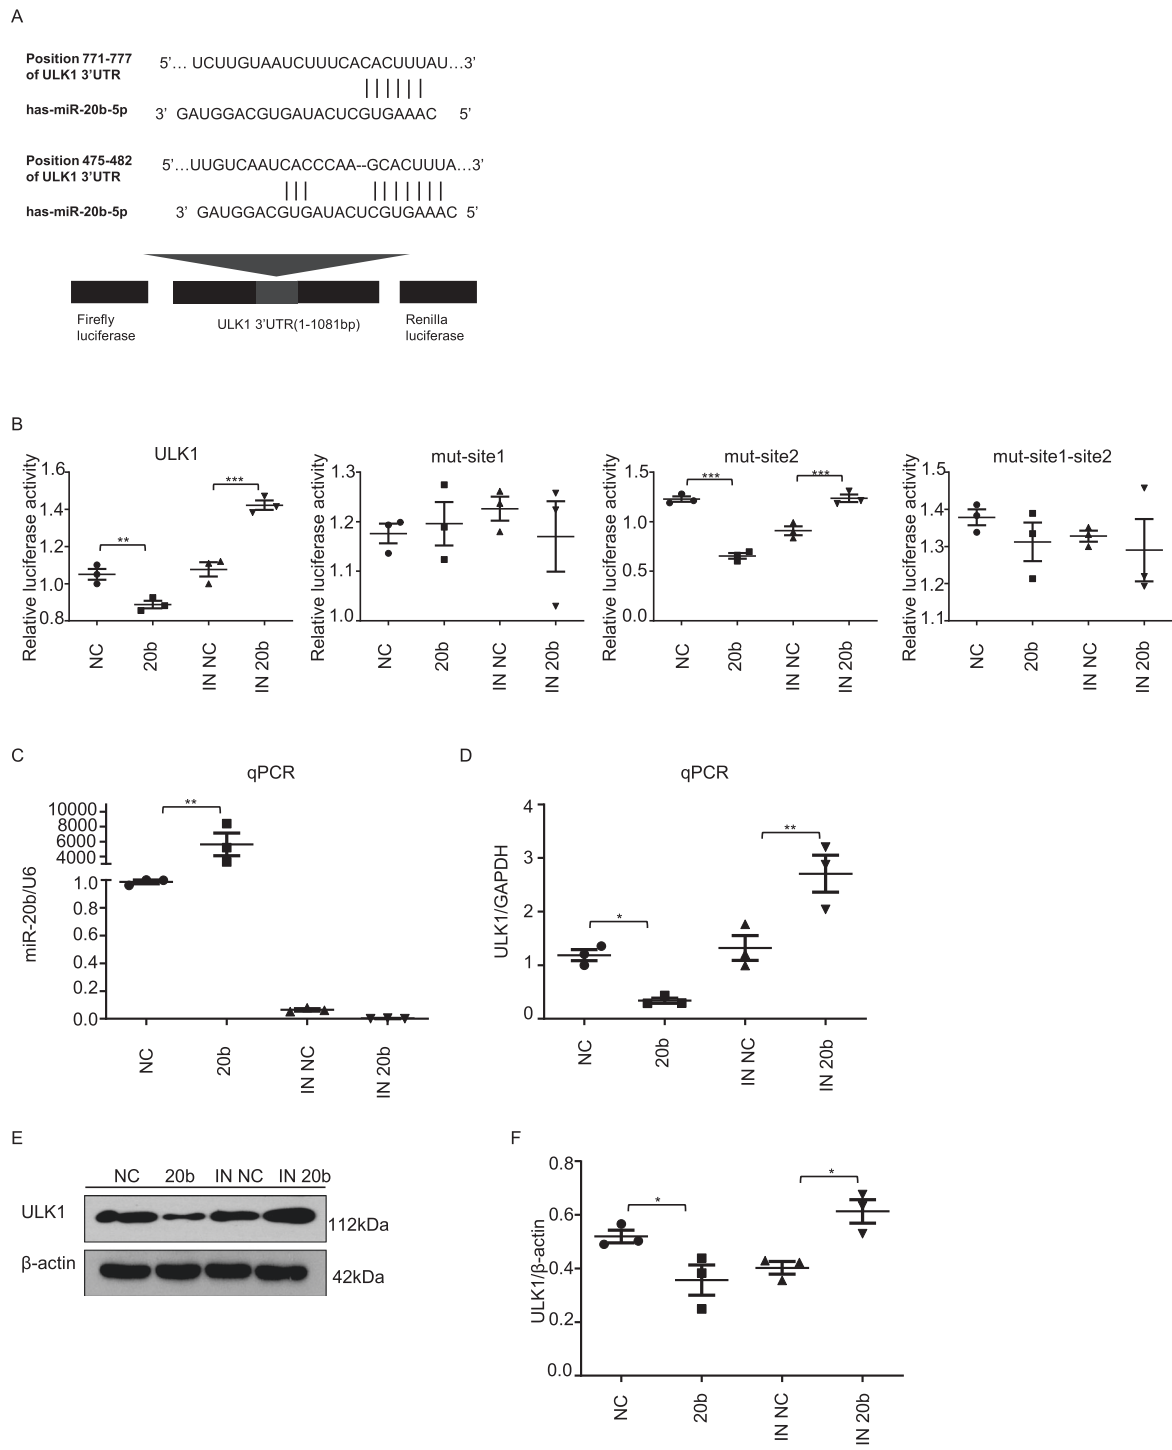 A
Position 771-777
of ULK1 3'UTR
5'... UCUUGUAAUCUUUCACACUUUAU...3'
has-miR-20b-5p
3' GAUGGACGUGAUACUCGUGAAAC 5'
Position 475-482
of ULK1 3'UTR
5'...UUGUCAAUCACCCAA--GCACUUUA...3'
has-miR-20b-5p
3' GAUGGACGUGAUACUCGUGAAAC 5'
Firefly
luciferase
ULK1 3'UTR(1-1081bp)
Renilla
luciferase
B
ULK1
Relative luciferase activity
1.6
1.4
1.2
1.0
0.8
**
***
NC
20b
IN NC
IN 20b
mut-site1
Relative luciferase activity
1.3
1.2
1.1
1.0
NC
20b
IN NC
IN 20b
mut-site2
Relative luciferase activity
1.5
1.0
0.5
0.0
***
***
NC
20b
IN NC
IN 20b
mut-site1-site2
Relative luciferase activity
1.5
1.4
1.3
1.2
1.1
NC
20b
IN NC
IN 20b
C
qPCR
miR-20b/U6
10000
8000
6000
4000
1.0
0.8
0.6
0.4
0.2
0.0
**
NC
20b
IN NC
IN 20b
D
qPCR
ULK1/GAPDH
4
3
2
1
0
*
**
NC
20b
IN NC
IN 20b
E
NC 20b IN NC IN 20b
ULK1
112kDa
β-actin
42kDa
F
ULK1/β-actin
0.8
0.6
0.4
0.2
0.0
*
*
NC
20b
IN NC
IN 20b